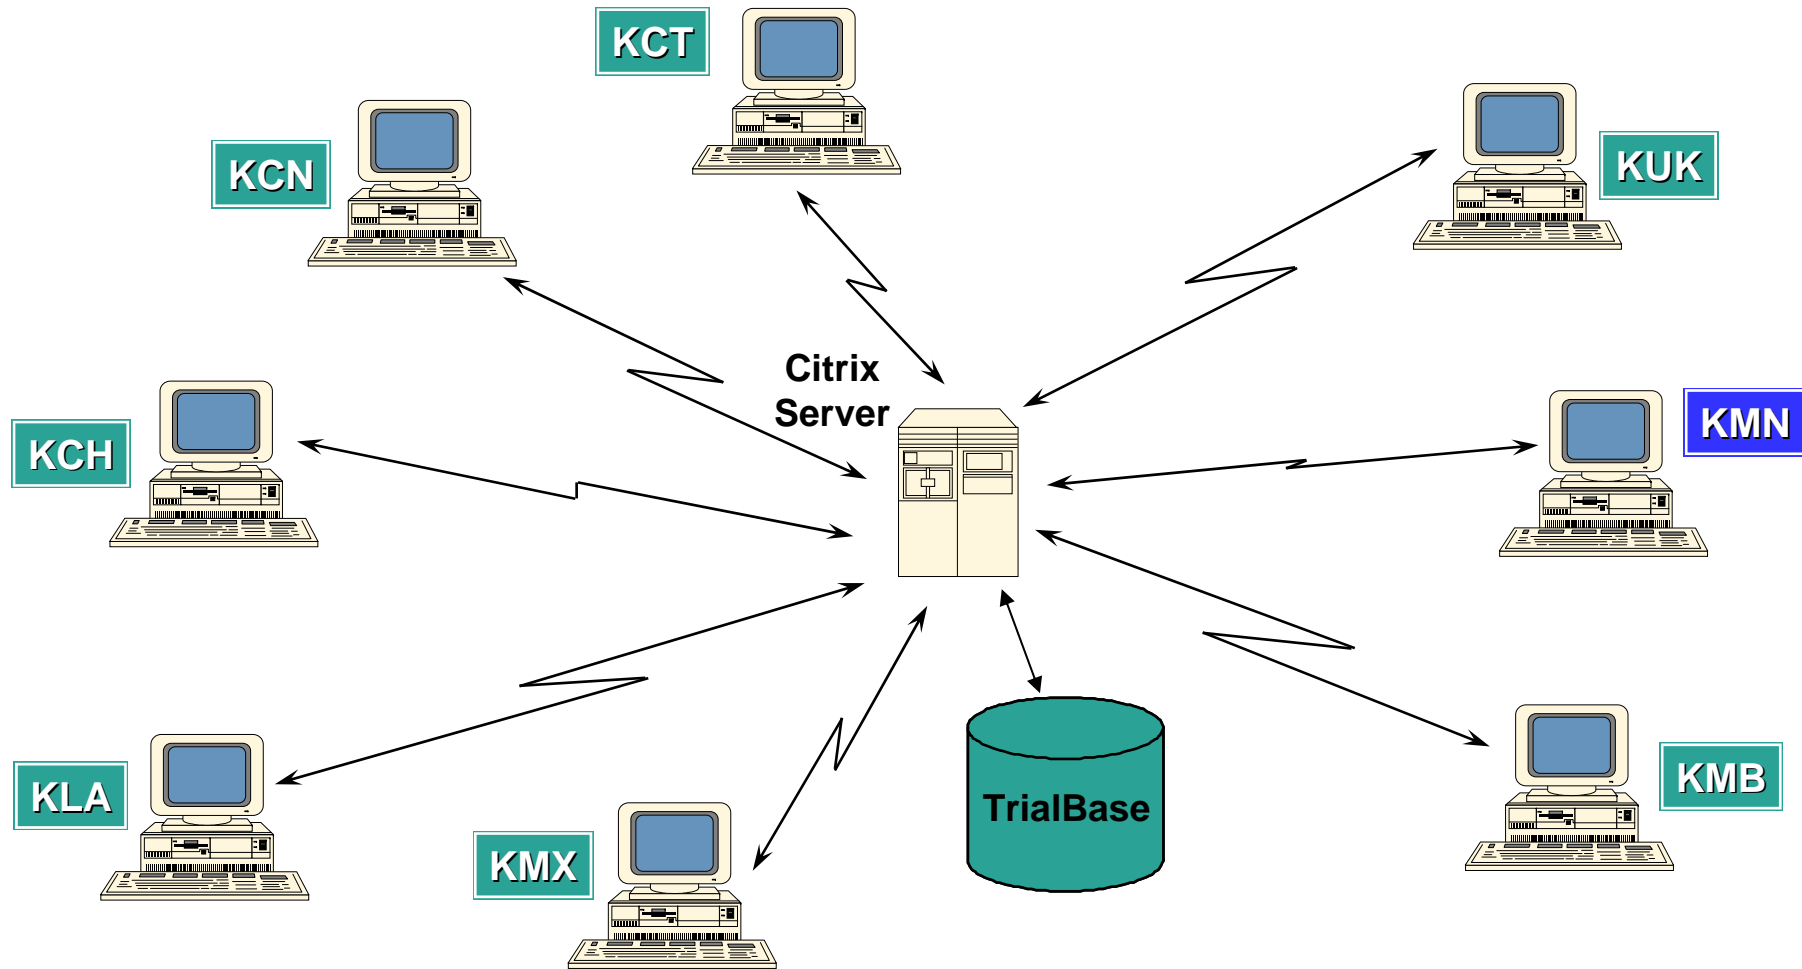 KCT
KCN
KUK
Citrix
Server
KMN
KCH
KLA
KMX
TrialBase
KMB